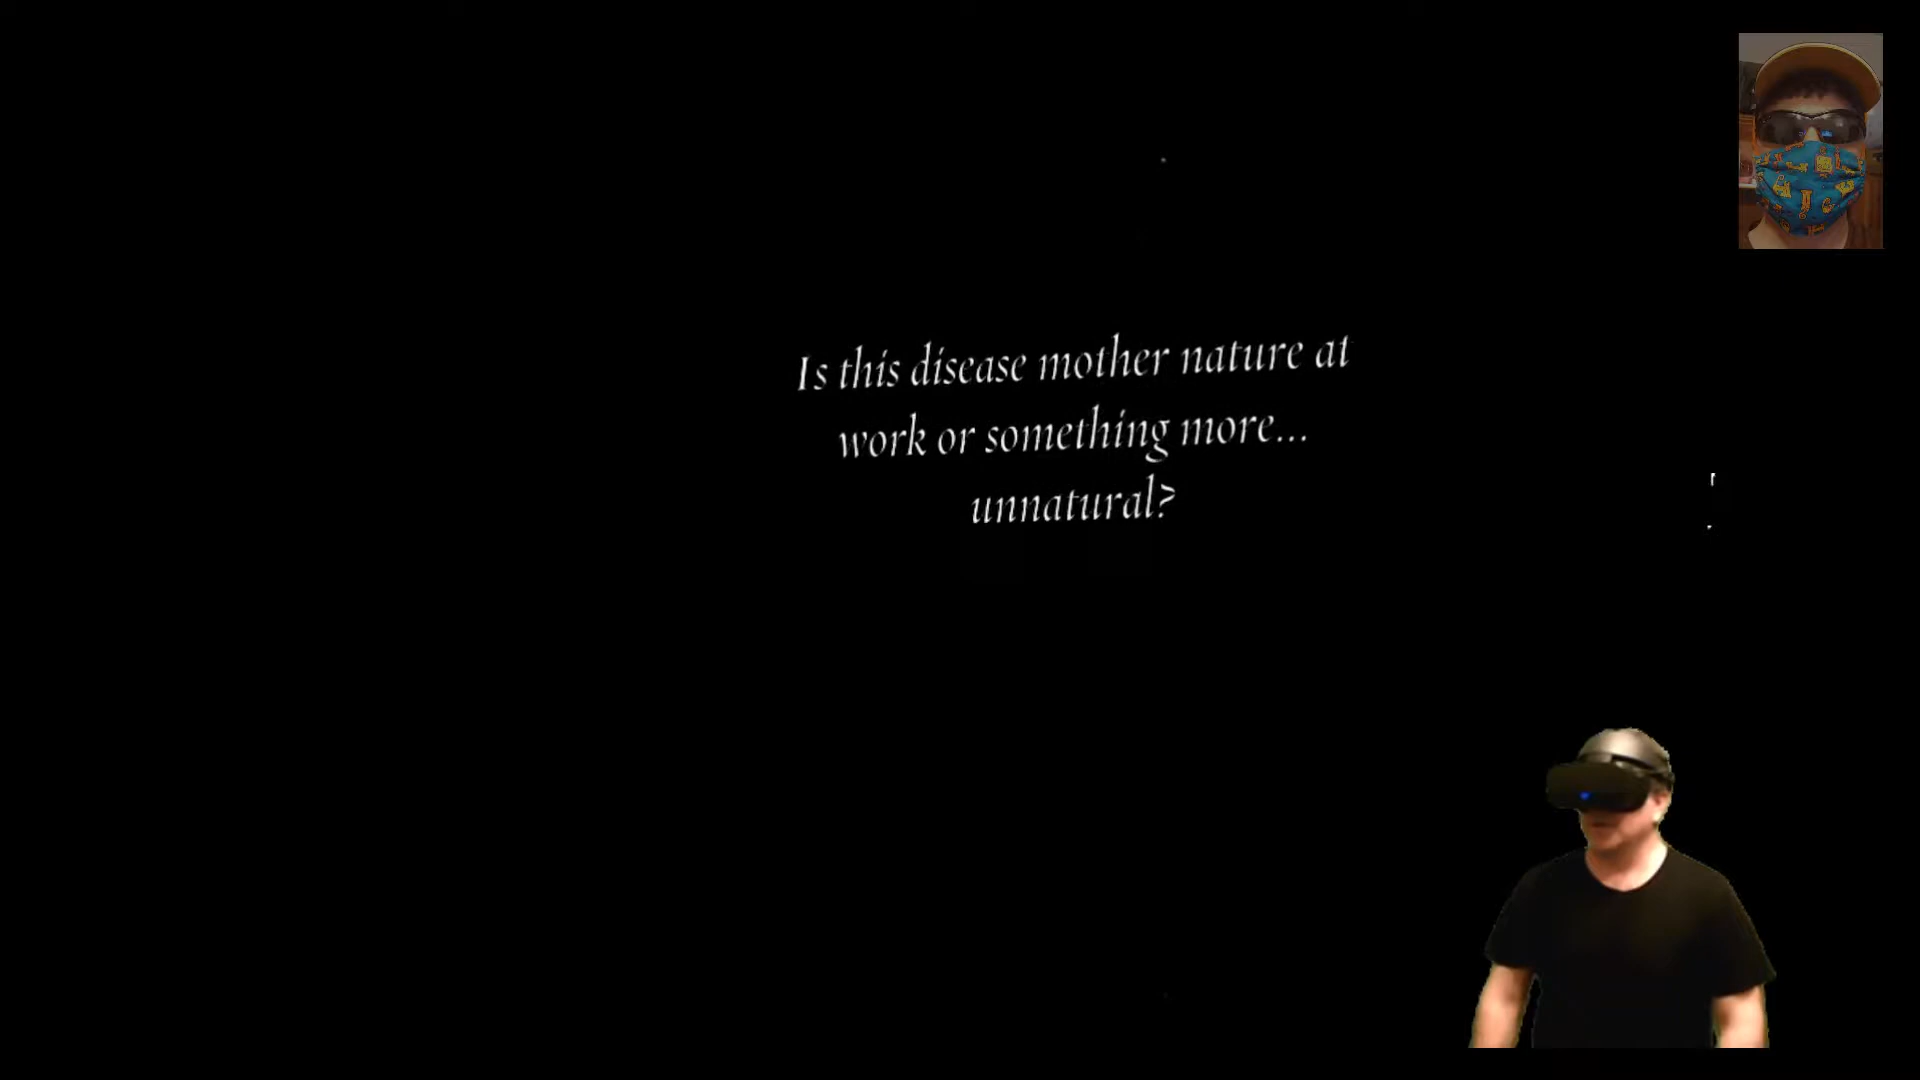 Is this disease mother nature at
work or something more...
unnatural?